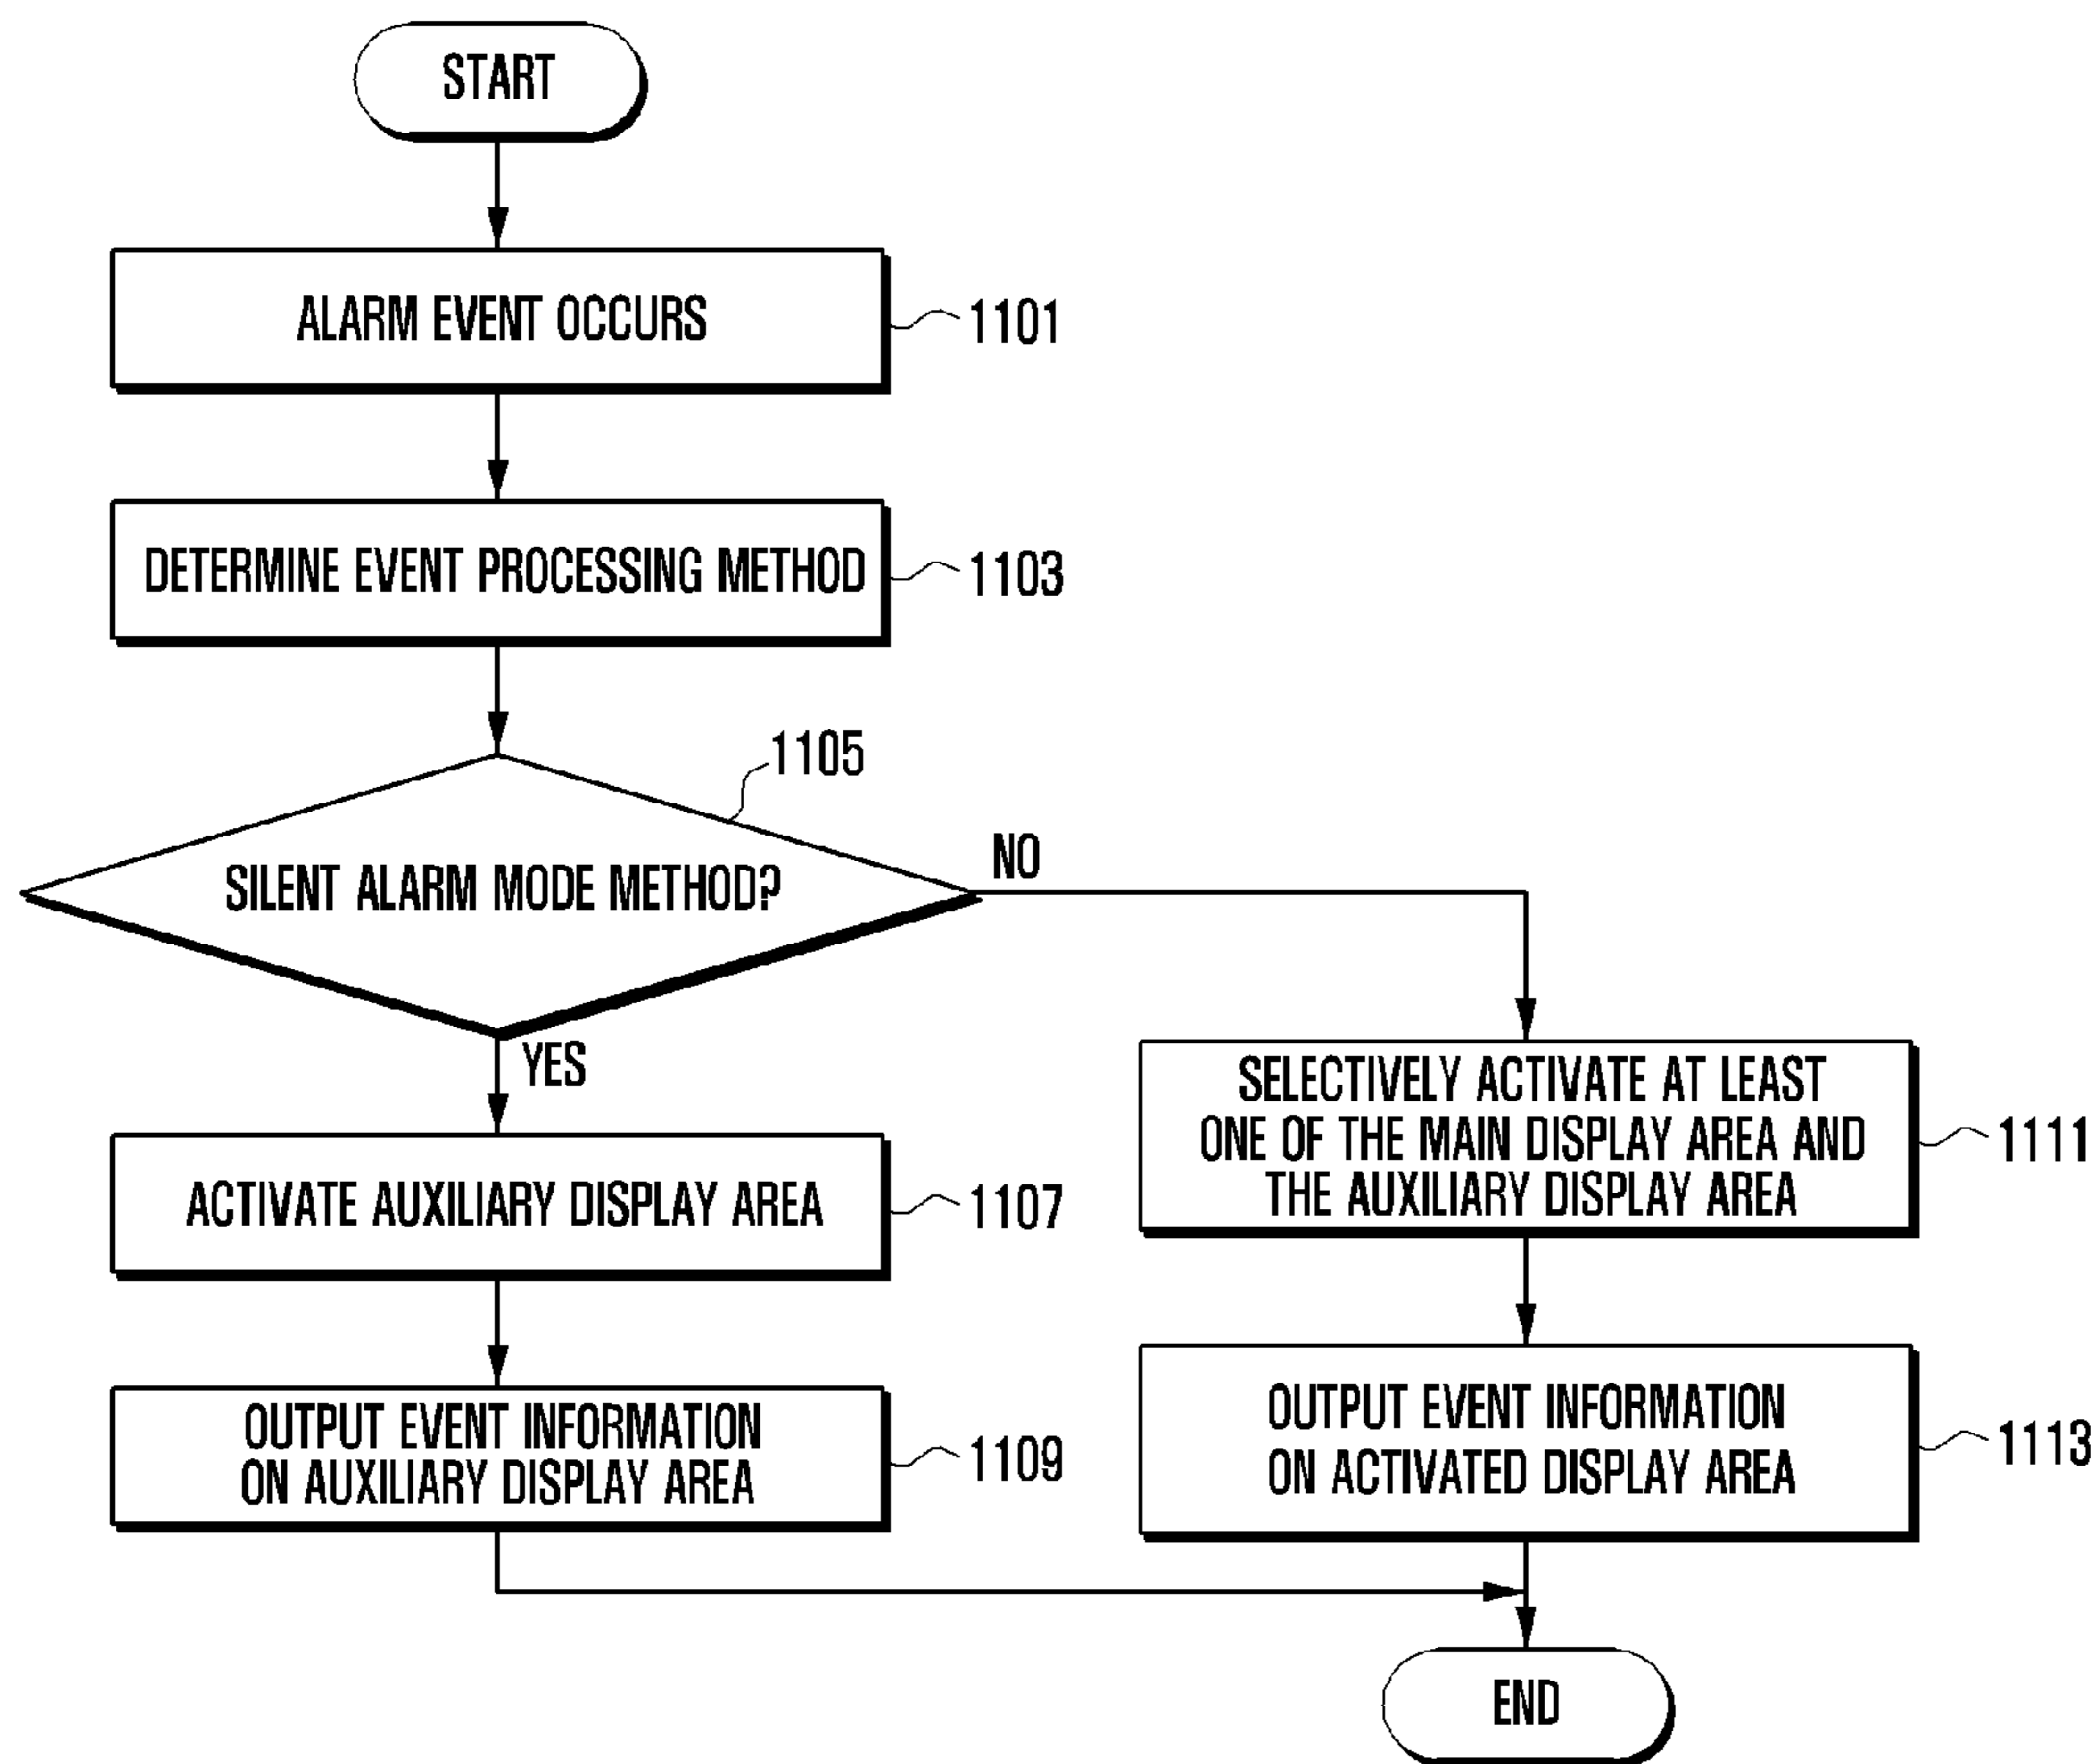 START
ALARM EVENT OCCURS
1101
DETERMINE EVENT PROCESSING METHOD
1103
1105
SILENT ALARM MODE METHOD?
NO
YES
ACTIVATE AUXILIARY DISPLAY AREA
1107
OUTPUT EVENT INFORMATION
ON AUXILIARY DISPLAY AREA
1109
SELECTIVELY ACTIVATE AT LEAST
ONE OF THE MAIN DISPLAY AREA AND
THE AUXILIARY DISPLAY AREA
1111
OUTPUT EVENT INFORMATION
ON ACTIVATED DISPLAY AREA
1113
END